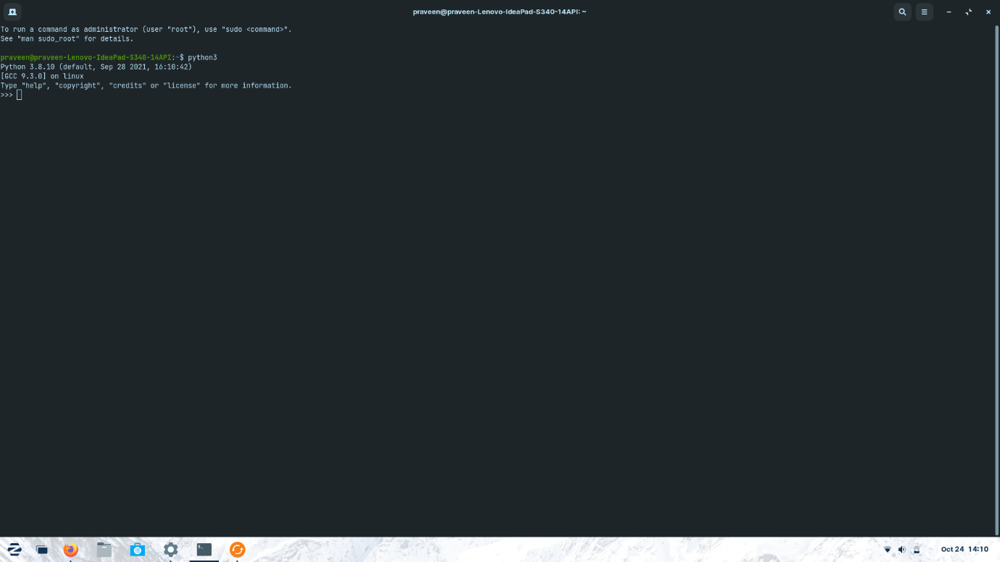 praveen@praveen-Lenovo-IdeaPad-S340-14API: ~
To run a command as administrator (user "root"), use "sudo <command>".
See "man sudo_root" for details.
praveen@praveen-Lenovo-IdeaPad-S340-14API:~$ python3
Python 3.8.10 (default, Sep 28 2021, 16:10:42)
[GCC 9.3.0] on linux
Type "help", "copyright", "credits" or "license" for more information.
>>>
Oct 24 14:10